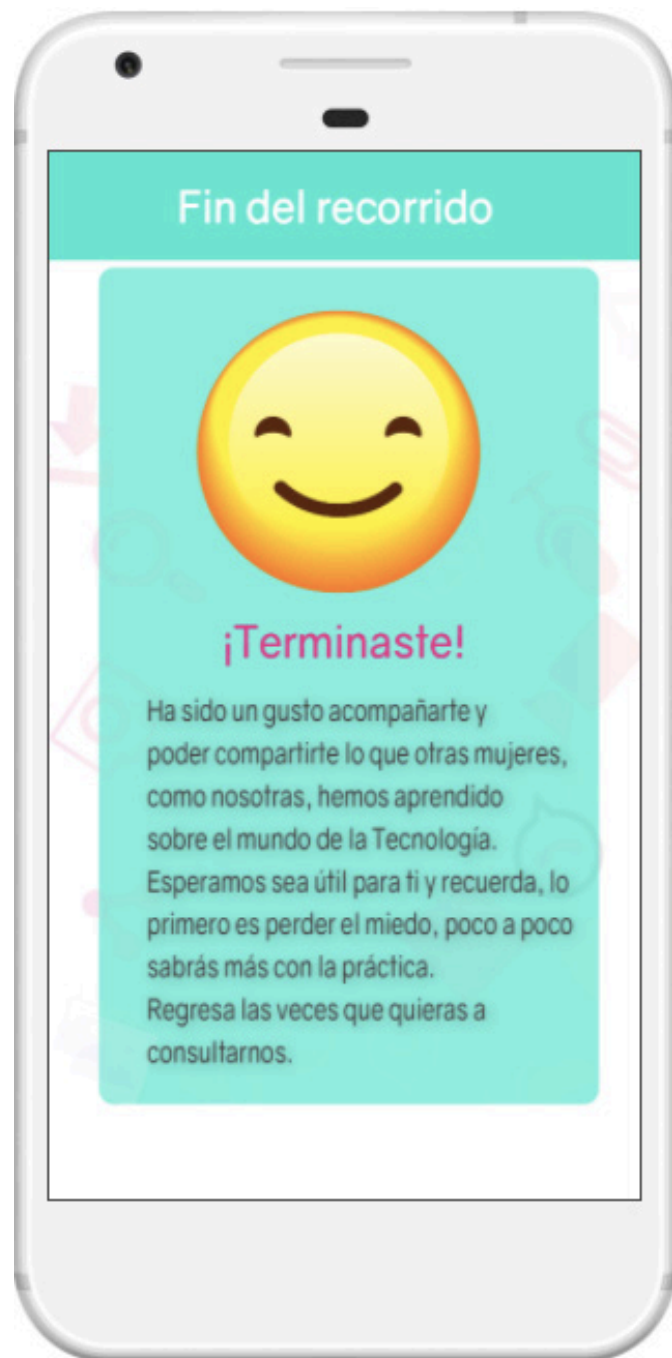 Fin del recorrido
¡Terminaste!
Ha sido un gusto acompañarte y
poder compartirte lo que otras mujeres,
como nosotras, hemos aprendido
sobre el mundo de la Tecnología.
Esperamos sea útil para ti y recuerda, lo
primero es perder el miedo, poco a poco
sabrás más con la práctica.
Regresa las veces que quieras a
consultarnos.